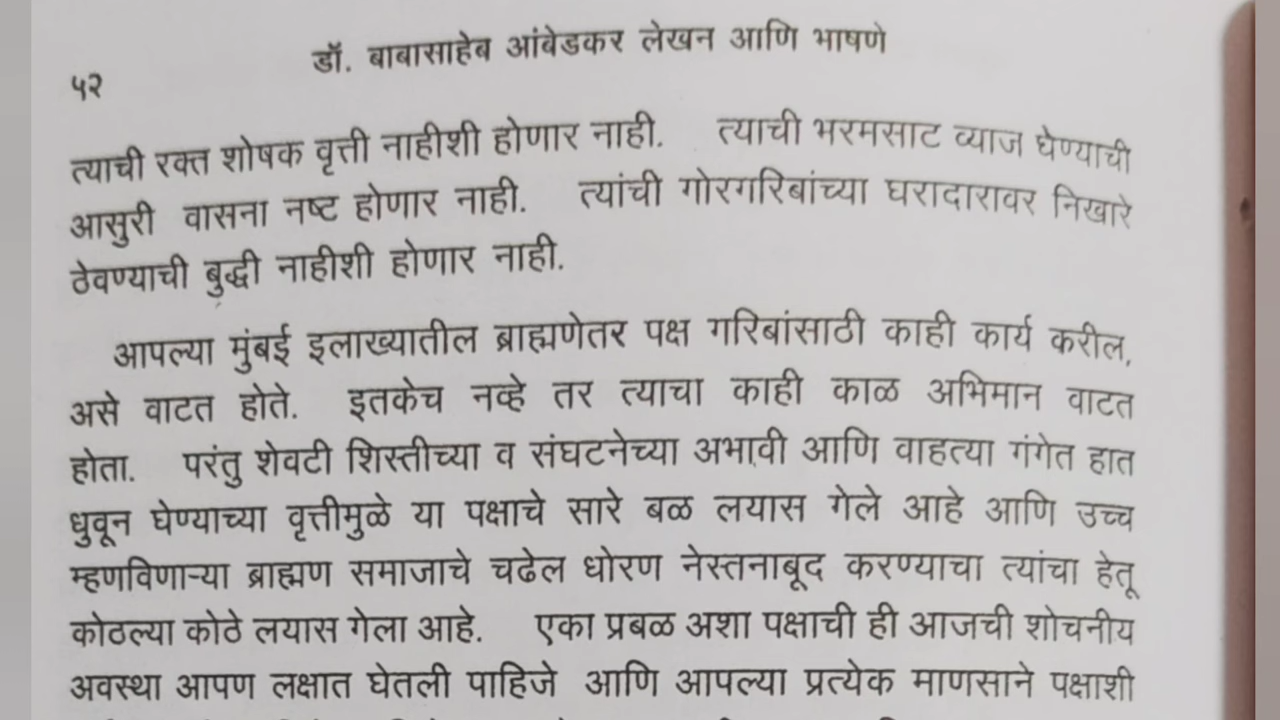 डॉ. बाबासाहेब आंबेडकर लेखन आणि भाषणे
५२
त्याची रक्त शोषक वृत्ती नाहीशी होणार नाही. त्याची भरमसाट व्याज घेण्याची
आसुरी वासना नष्ट होणार नाही. त्यांची गोरगरिबांच्या घरादारावर निखारे
ठेवण्याची बुद्धी नाहीशी होणार नाही.
आपल्या मुंबई इलाख्यातील ब्राह्मणेतर पक्ष गरिबांसाठी काही कार्य करील,
असे वाटत होते. इतकेच नव्हे तर त्याचा काही काळ अभिमान वाटत
होता. परंतु शेवटी शिस्तीच्या व संघटनेच्या अभावी आणि वाहत्या गंगेत हात
धुवून घेण्याच्या वृत्तीमुळे या पक्षाचे सारे बळ लयास गेले आहे आणि उच्च
म्हणविणाऱ्या ब्राह्मण समाजाचे चढेल धोरण नेस्तनाबूद करण्याचा त्यांचा हेतू
कोठल्या कोठे लयास गेला आहे. एका प्रबळ अशा पक्षाची ही आजची शोचनीय
अवस्था आपण लक्षात घेतली पाहिजे आणि आपल्या प्रत्येक माणसाने पक्षाशी